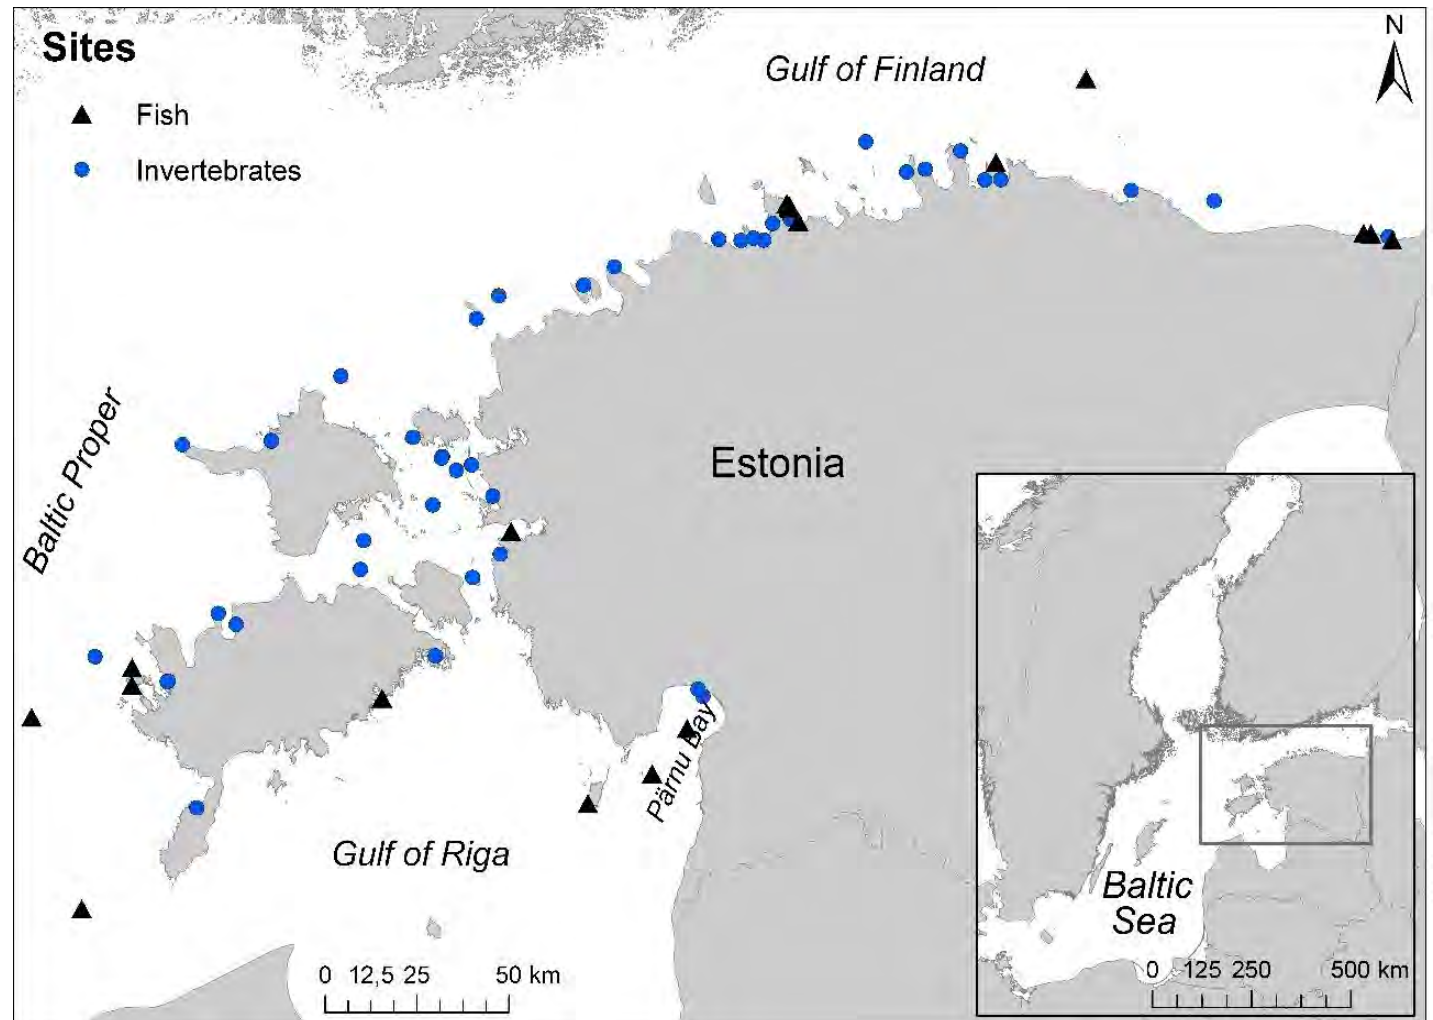 Sites
Fish
Invertebrates
Gulf of Finland
N
Baltic Proper
Estonia
Pärnu Bay
Gulf of Riga
0 12,5 25 50 km
Baltic
Sea
0 125 250 500 km